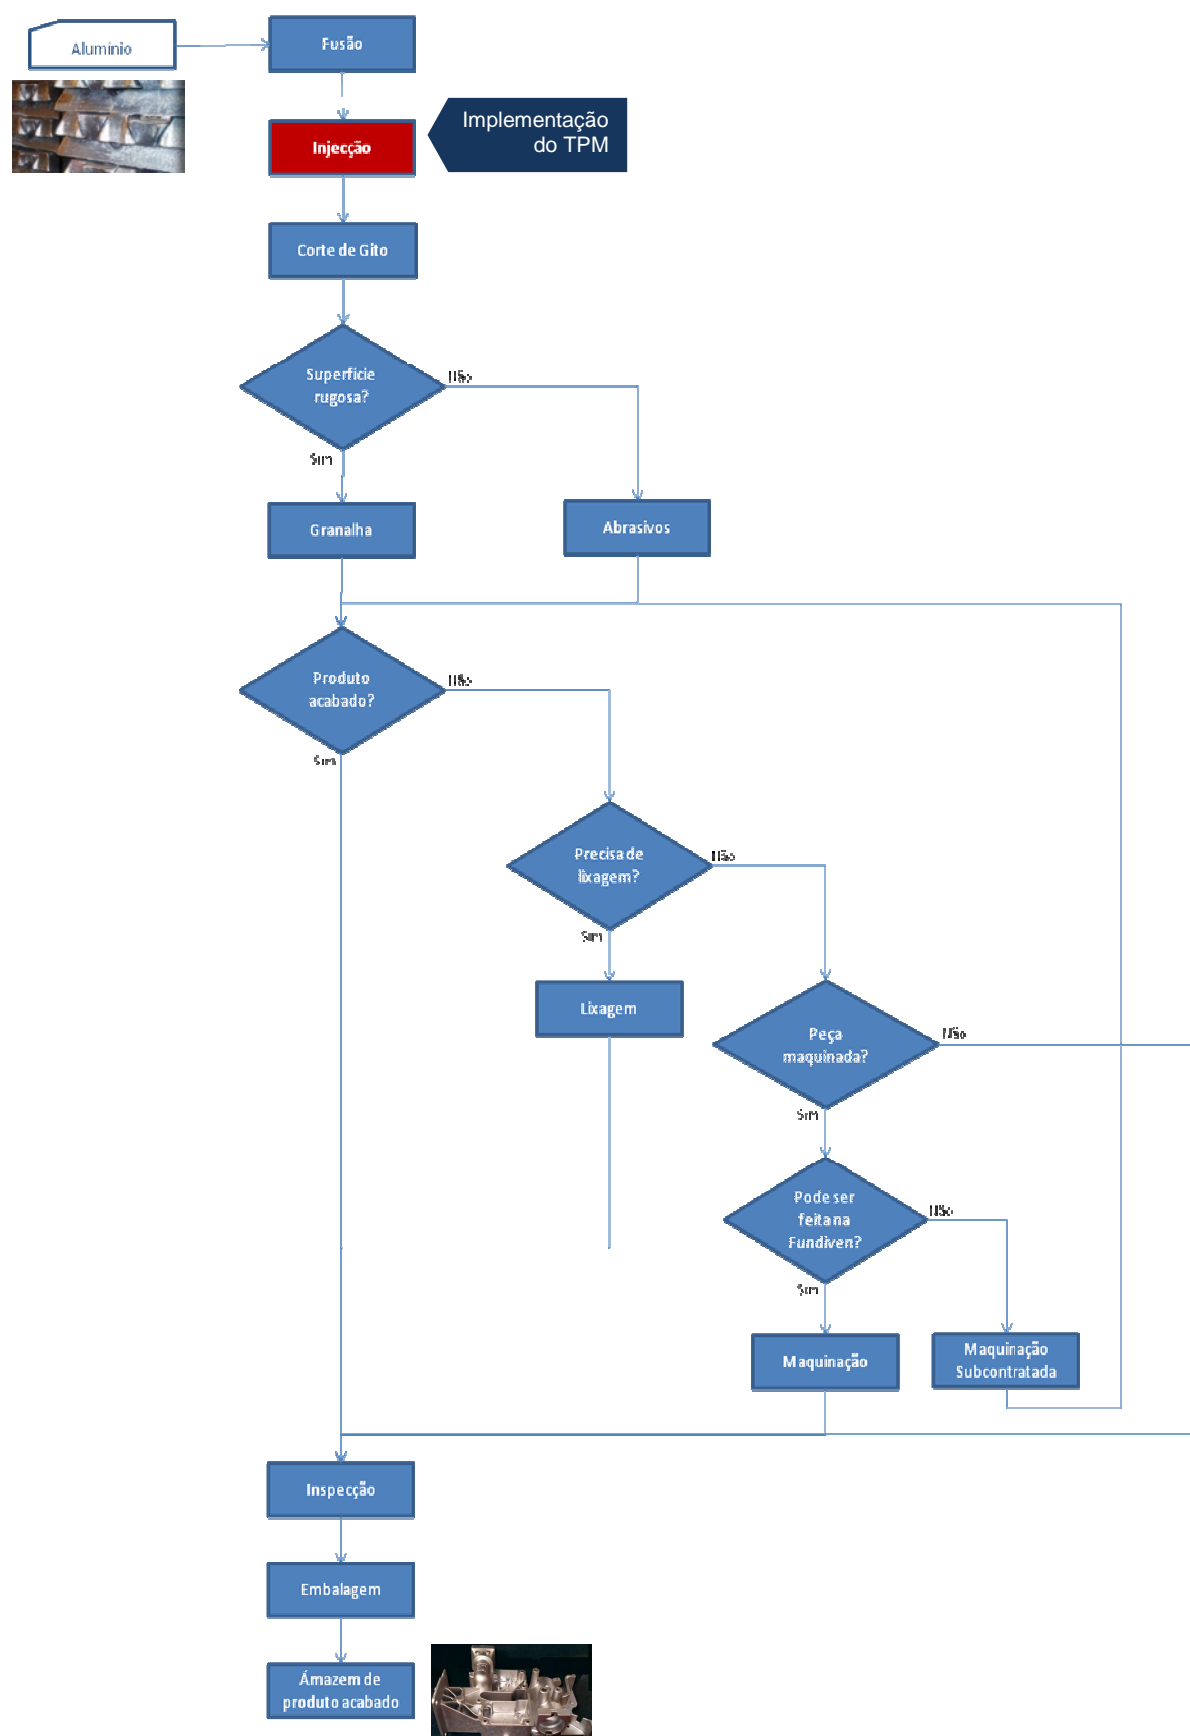 Alumínio
Fusão
Implementação
do TPM
Injecção
Corte de Gito
Superfície
rugosa?
Não
Sim
Granalha
Abrasivos
Produto
acabado?
Não
Sim
Precisa de
lixagem?
Não
Sim
Lixagem
Peça
maquinada?
Não
Sim
Pode ser
feita na
Fundiven?
Não
Sim
Maquinação
Maquinação
Subcontratada
Inspecção
Embalagem
Ámazem de
produto acabado